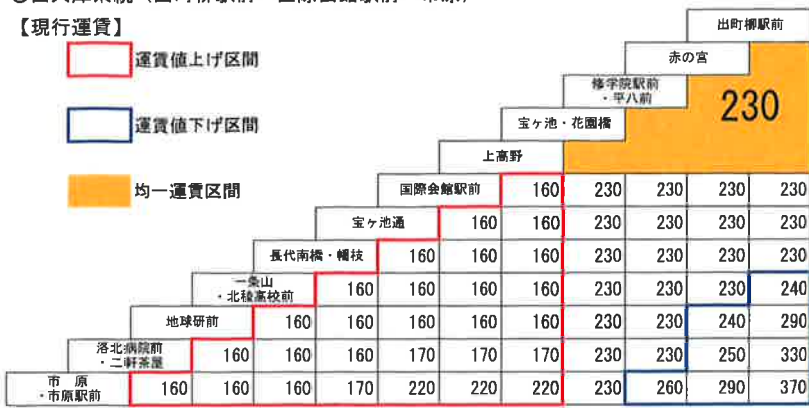 【現行運賃】
運賃値上げ区間
運賃値下げ区間
均一運賃区間
出町柳駅前
赤の宮
修学院駅前
・平八前
宝ヶ池・花園橋
230
上高野
国際会館駅前 160 230 230 230 230
宝ヶ池通 160 160 230 230 230 230
長代南橋・幡枝 160 160 160 230 230 230 230
一条山
・北稜高校前 160 160 160 160 230 230 230 240
地球研前 160 160 160 160 160 230 230 240 290
洛北病院前
・二軒茶屋 160 160 160 170 170 170 230 230 250 330
市原
・市原駅前 160 160 160 170 220 220 220 230 260 290 370